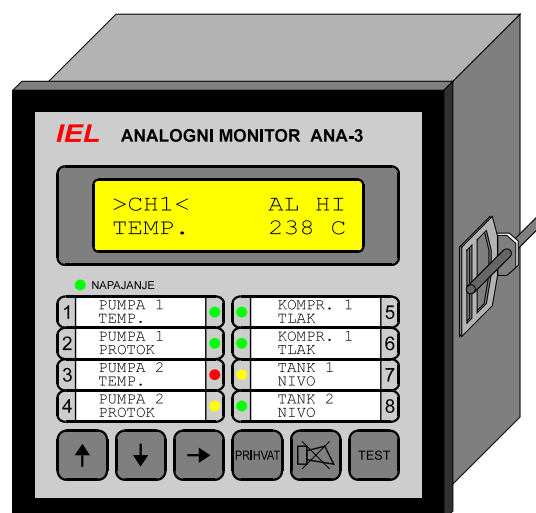 IEL ANALOGNI MONITOR ANA-3
>CH1< AL HI
TEMP. 238 C
NAPAJANJE
1 PUMPA 1 TEMP.
2 PUMPA 1 PROTOK
3 PUMPA 2 TEMP.
4 PUMPA 2 PROTOK
KOMPR. 1 TLAK 5
KOMPR. 1 TLAK 6
TANK 1 NIVO 7
TANK 2 NIVO 8
PRIHVAT
TEST